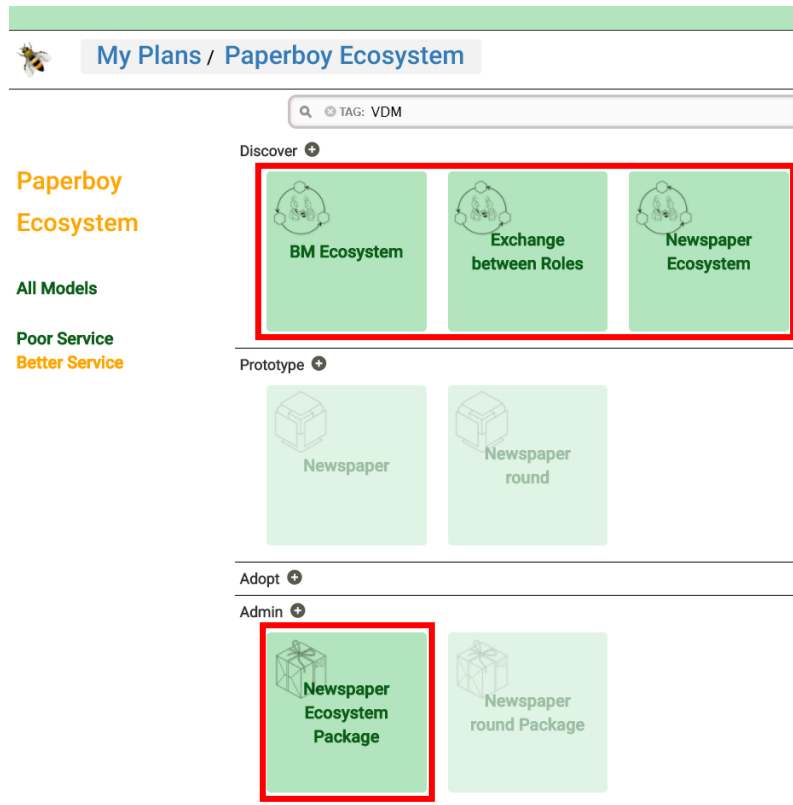 My Plans / Paperboy Ecosystem
TAG: VDM
Paperboy
Ecosystem
All Models
Poor Service
Better Service
Discover
BM Ecosystem
Exchange
between Roles
Newspaper
Ecosystem
Prototype
Newspaper
Newspaper
round
Adopt
Admin
Newspaper
Ecosystem
Package
Newspaper
round Package